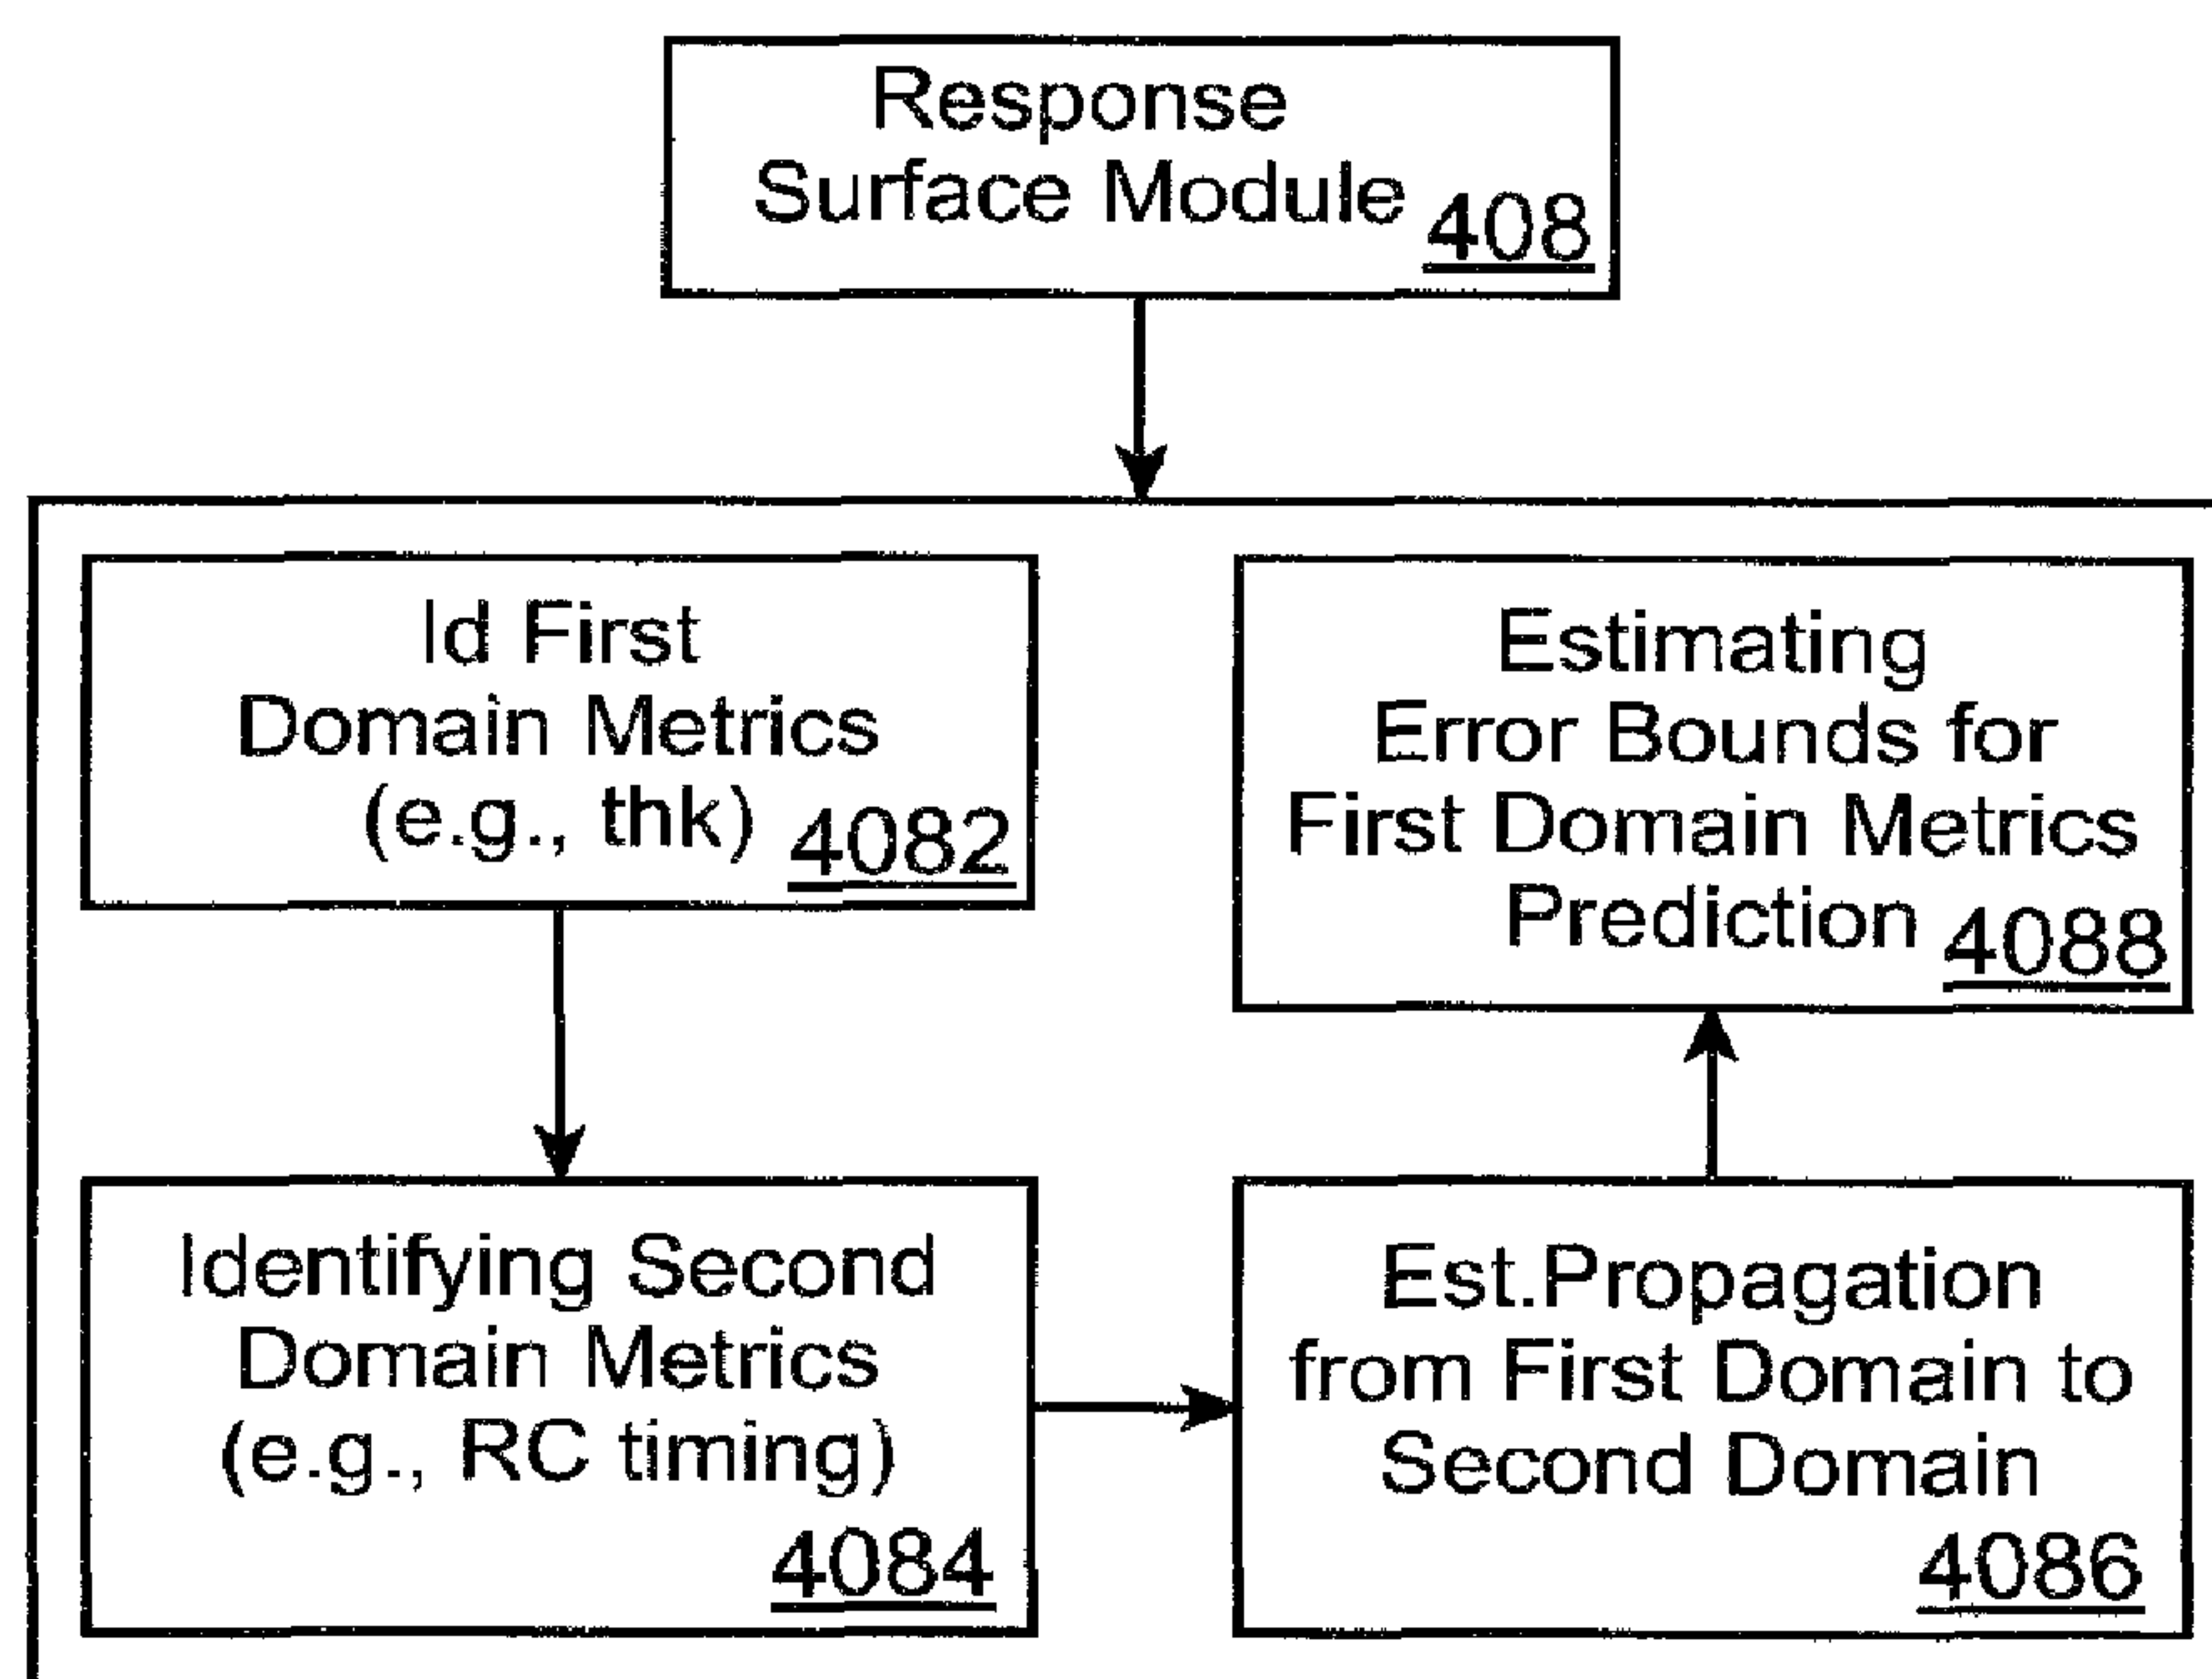 Response
Surface Module 408
Id First
Domain Metrics
(e.g., thk) 4082
Identifying Second
Domain Metrics
(e.g., RC timing)
4084
Est.Propagation
from First Domain to
Second Domain
4086
Estimating
Error Bounds for
First Domain Metrics
Prediction 4088